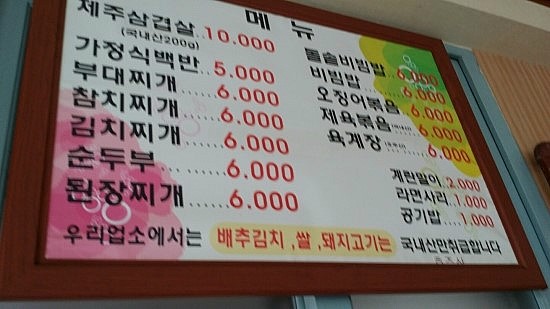 메뉴
제주삼겹살..10.000
(국내산200g)
가정식백반...5.000
부대찌개......6.000
참치찌개......6.000
김치찌개......6.000
순두부......6.000
된장찌개......6.000
돌솥비빔밥..6.000
비빔밥......6.000
오징어볶음..6.000
제육볶음....6.000
육계장......6.000
계란말이..2.000
라면사리..1.000
공기밥....1.000
우리업소에서는 배추김치 ,쌀 ,돼지고기는 국내산만취급합니다